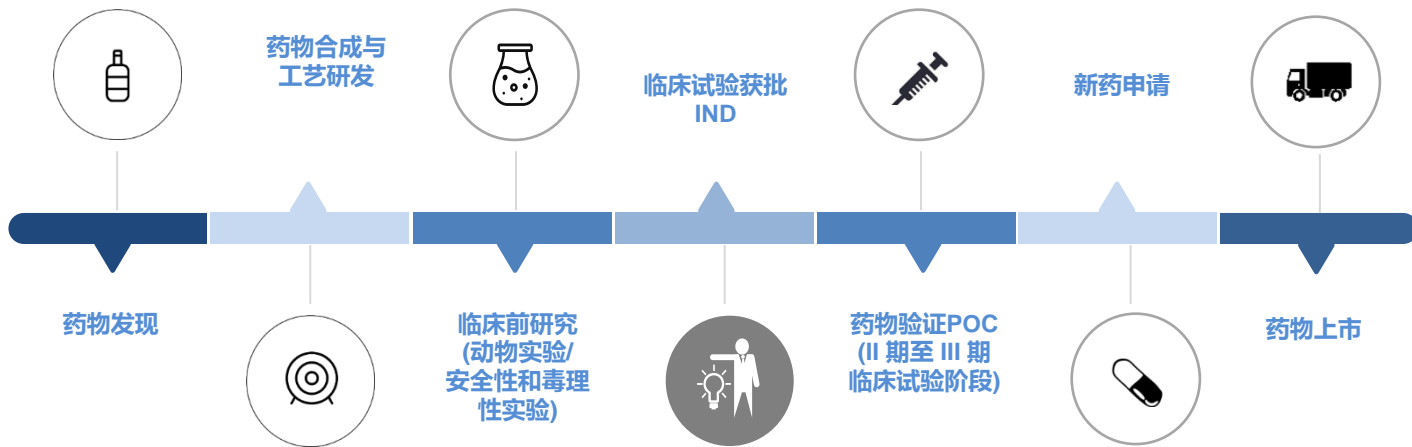 药物合成与
工艺研发
临床试验获批
IND
新药申请
药物发现
临床前研究
(动物实验/
安全性和毒理
性实验)
药物验证POC
(II 期至 III 期
临床试验阶段)
药物上市